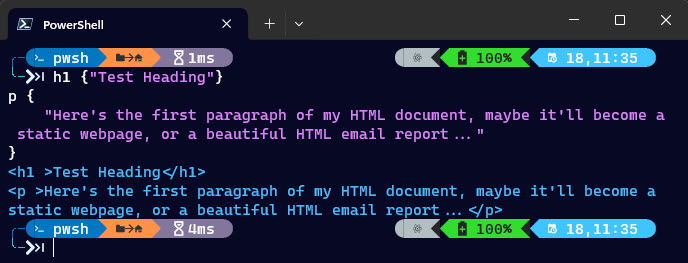 PowerShell
pwsh 1ms 100% 18,11:35
h1 {"Test Heading"}
p {
"Here's the first paragraph of my HTML document, maybe it'll become a
static webpage, or a beautiful HTML email report..."
}
<h1 >Test Heading</h1>
<p >Here's the first paragraph of my HTML document, maybe it'll become a
static webpage, or a beautiful HTML email report...</p>
pwsh 4ms 100% 18,11:35